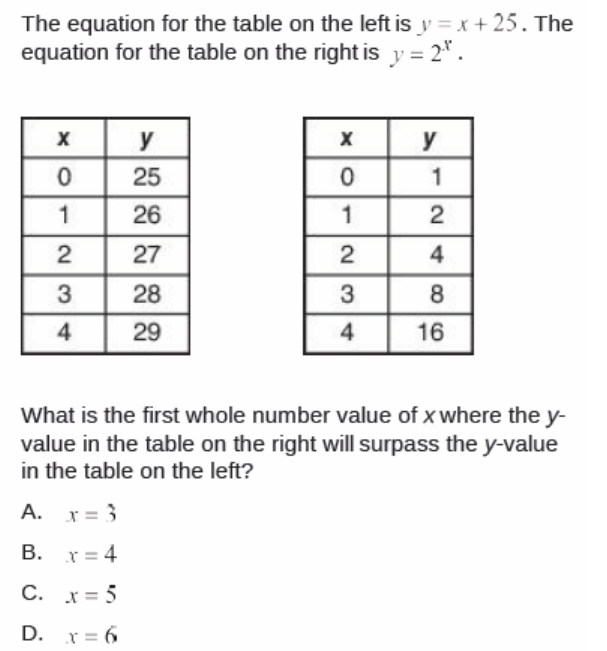 The equation for the table on the left is y = x + 25. The
equation for the table on the right is y = 2^x.
x y x y
0 25 0 1
1 26 1 2
2 27 2 4
3 28 3 8
4 29 4 16
What is the first whole number value of x where the y-
value in the table on the right will surpass the y-value
in the table on the left?
A. x = 3
B. x = 4
C. x = 5
D. x = 6